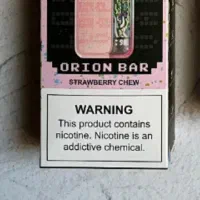 ORION BAR
STRAWBERRY CHEW
WARNING
This product contains
nicotine. Nicotine is an
addictive chemical.